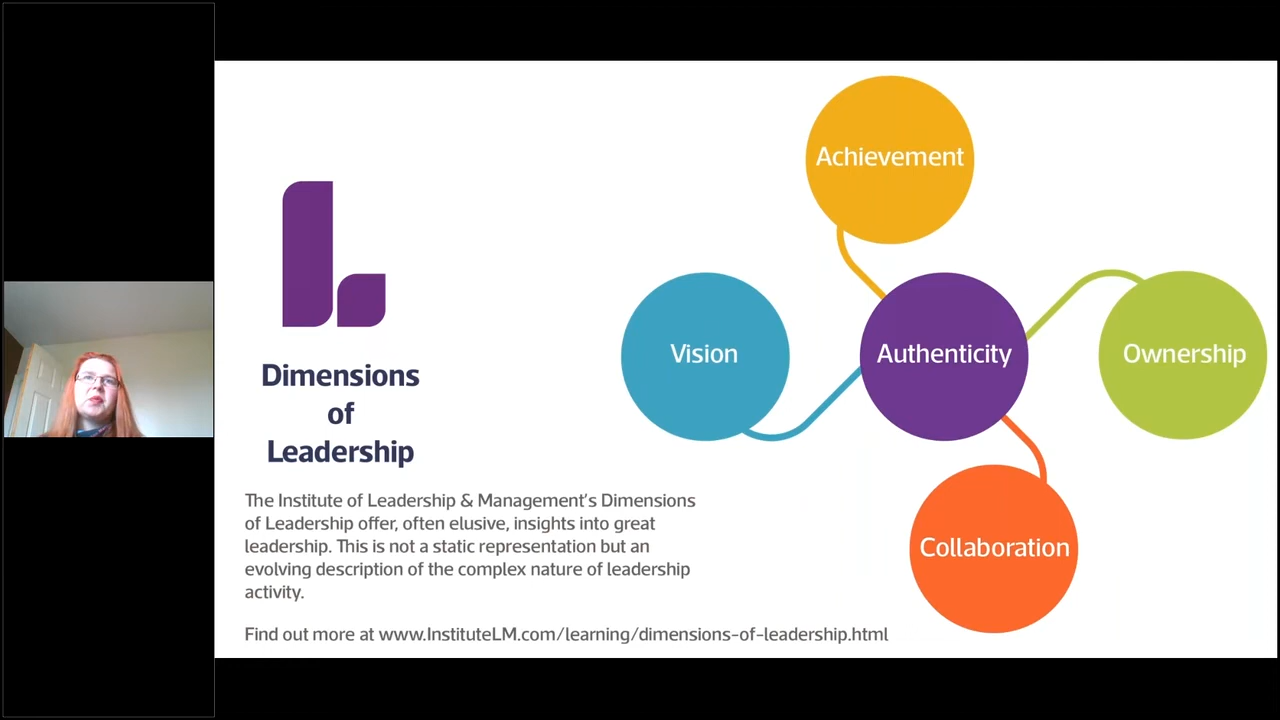 Dimensions
of
Leadership
The Institute of Leadership & Management's Dimensions
of Leadership offer, often elusive, insights into great
leadership. This is not a static representation but an
evolving description of the complex nature of leadership
activity.
Find out more at www.InstituteLM.com/learning/dimensions-of-leadership.html
Achievement
Vision
Authenticity
Ownership
Collaboration